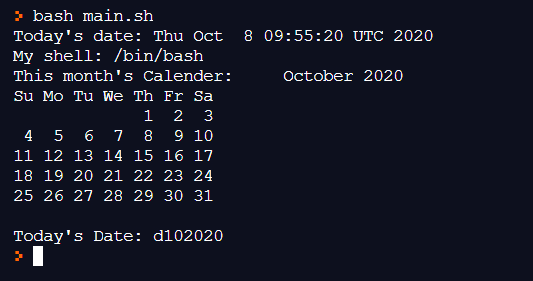 > bash main.sh
Today's date: Thu Oct  8 09:55:20 UTC 2020
My shell: /bin/bash
This month's Calender:     October 2020
Su Mo Tu We Th Fr Sa
             1  2  3
 4  5  6  7  8  9 10
11 12 13 14 15 16 17
18 19 20 21 22 23 24
25 26 27 28 29 30 31
Today's Date: d102020
>